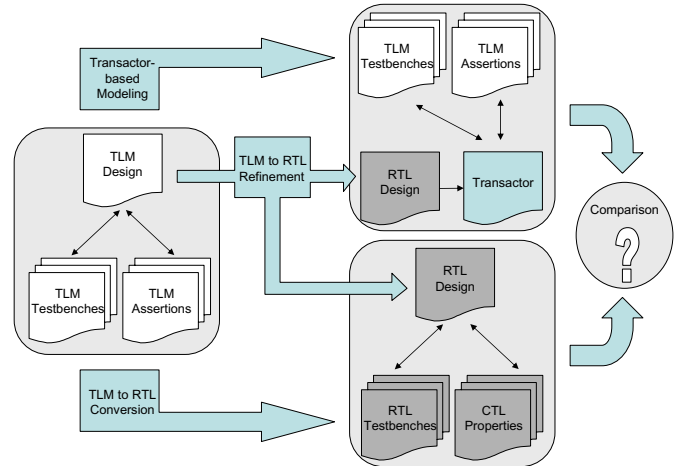 Transactor-
based
Modeling
TLM
Testbenches
TLM
Assertions
TLM
Design
TLM to RTL
Refinement
RTL
Design
Transactor
Comparison
?
TLM
Testbenches
TLM
Assertions
RTL
Design
TLM to RTL
Conversion
RTL
Testbenches
CTL
Properties